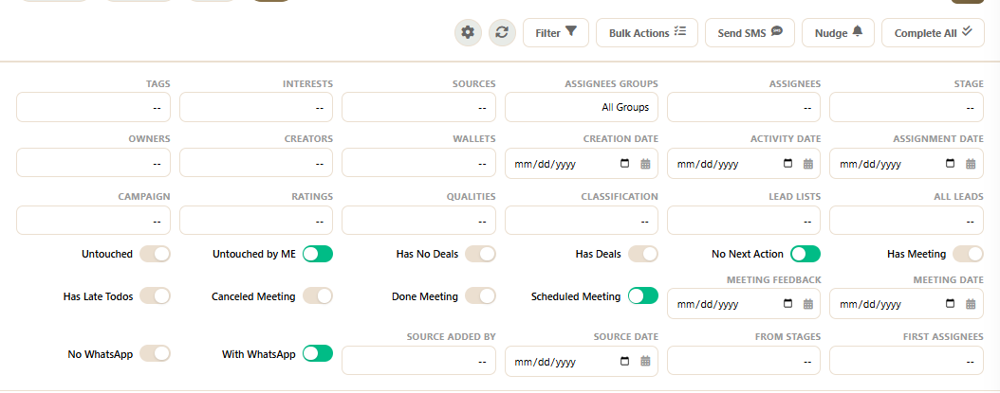 Filter
Bulk Actions
Send SMS
Nudge
Complete All
TAGS INTERESTS SOURCES ASSIGNEES GROUPS ASSIGNEES STAGE
-- -- -- All Groups -- --
OWNERS CREATORS WALLETS CREATION DATE ACTIVITY DATE ASSIGNMENT DATE
-- -- -- mm/dd/yyyy mm/dd/yyyy mm/dd/yyyy
CAMPAIGN RATINGS QUALITIES CLASSIFICATION LEAD LISTS ALL LEADS
-- -- -- -- -- --
Untouched Untouched by ME Has No Deals Has Deals No Next Action Has Meeting
MEETING FEEDBACK MEETING DATE
Has Late Todos Canceled Meeting Done Meeting Scheduled Meeting mm/dd/yyyy mm/dd/yyyy
SOURCE ADDED BY SOURCE DATE FROM STAGES FIRST ASSIGNEES
No WhatsApp With WhatsApp -- mm/dd/yyyy -- --